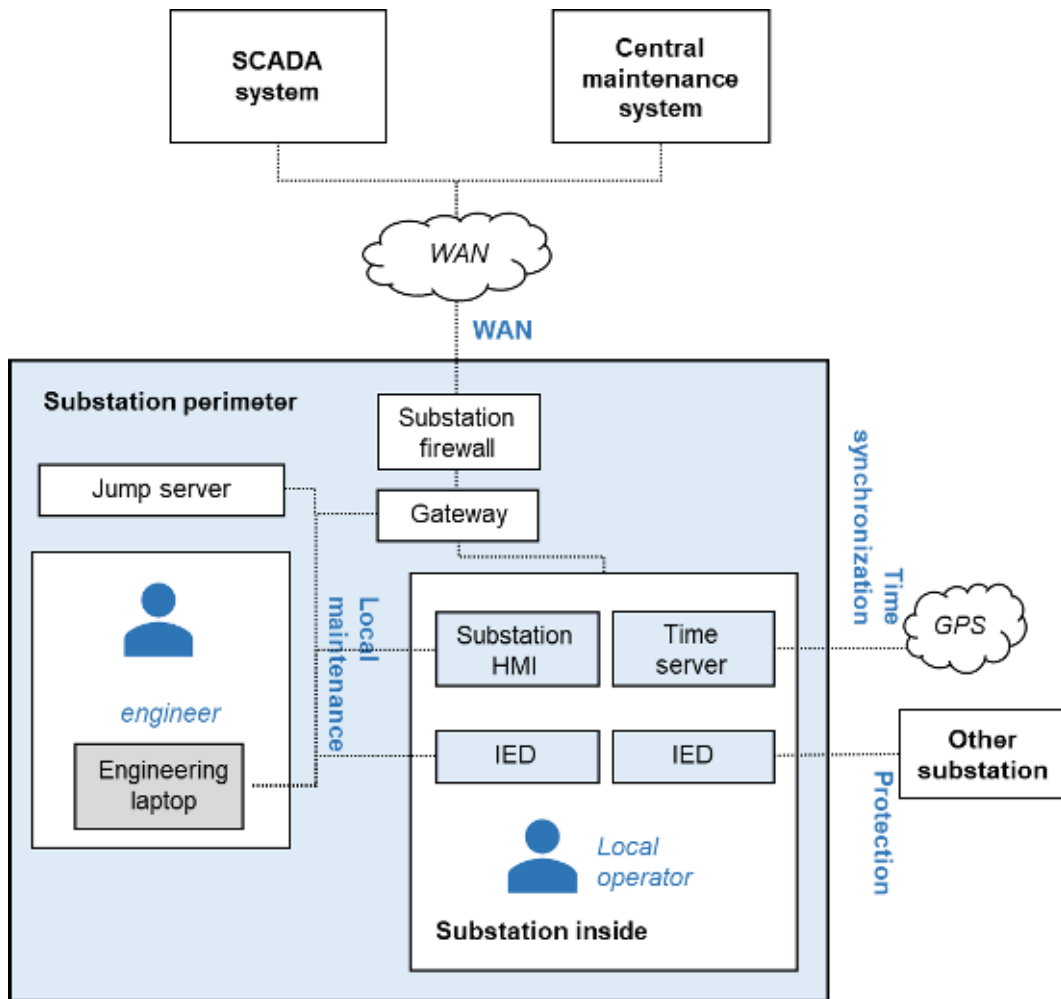 SCADA
system
Central
maintenance
system
WAN
WAN
Substation perimeter
Substation
firewall
Jump server
Gateway
Time
synchronization
Local
maintenance
engineer
Engineering
laptop
Substation
HMI
Time
server
GPS
IED
IED
Other
substation
Protection
Local
operator
Substation inside